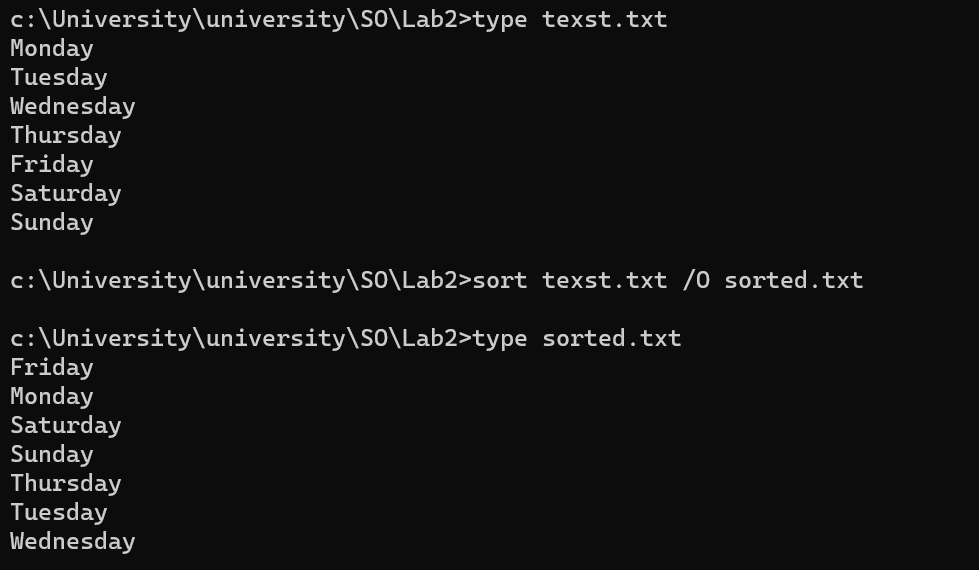 c:\University\university\SO\Lab2>type texst.txt
Monday
Tuesday
Wednesday
Thursday
Friday
Saturday
Sunday
c:\University\university\SO\Lab2>sort texst.txt /O sorted.txt
c:\University\university\SO\Lab2>type sorted.txt
Friday
Monday
Saturday
Sunday
Thursday
Tuesday
Wednesday